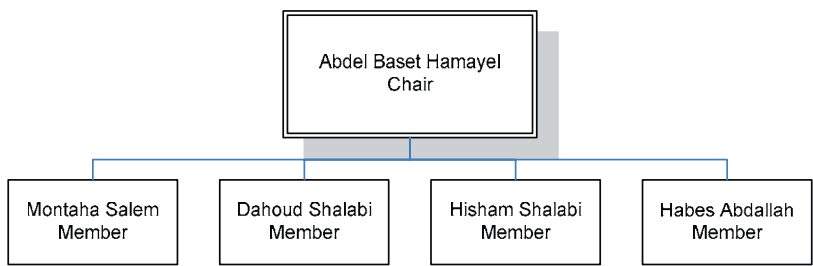 Abdel Baset Hamayel
Chair
Montaha Salem
Member
Dahoud Shalabi
Member
Hisham Shalabi
Member
Habes Abdallah
Member